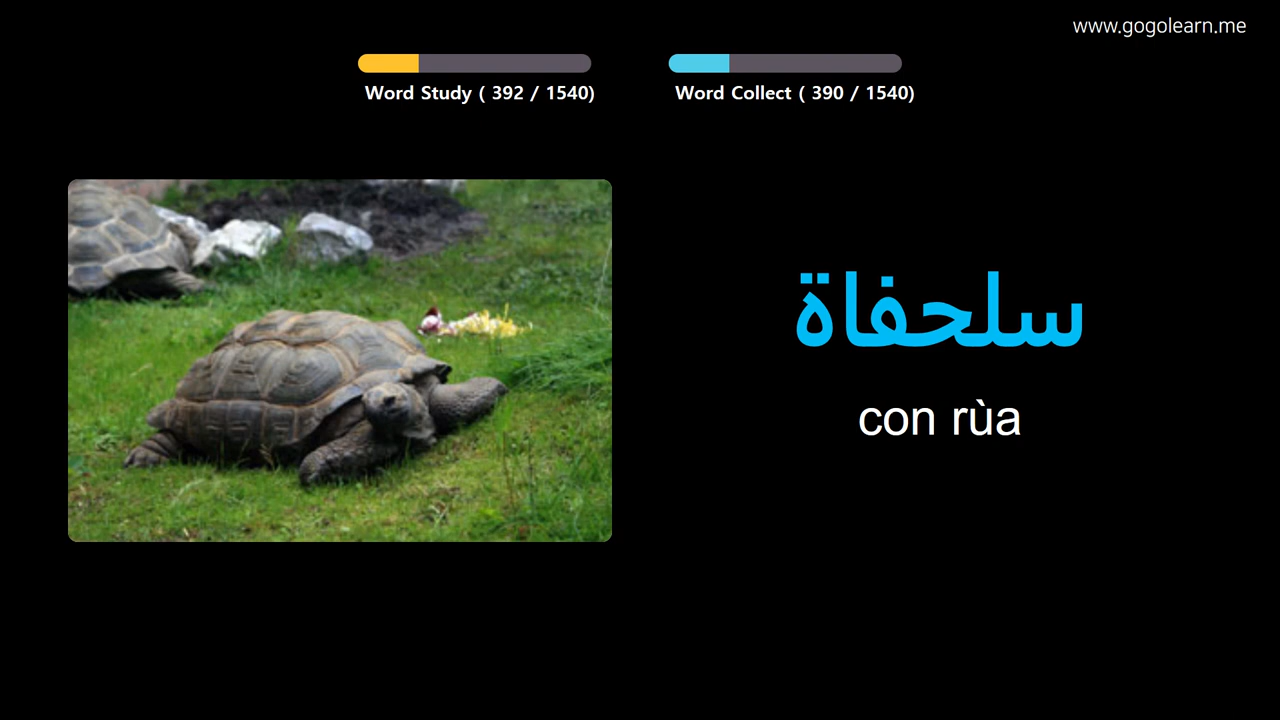 www.gogolearn.me
Word Study ( 392 / 1540)
Word Collect ( 390 / 1540)
سلحفاة
con rùa